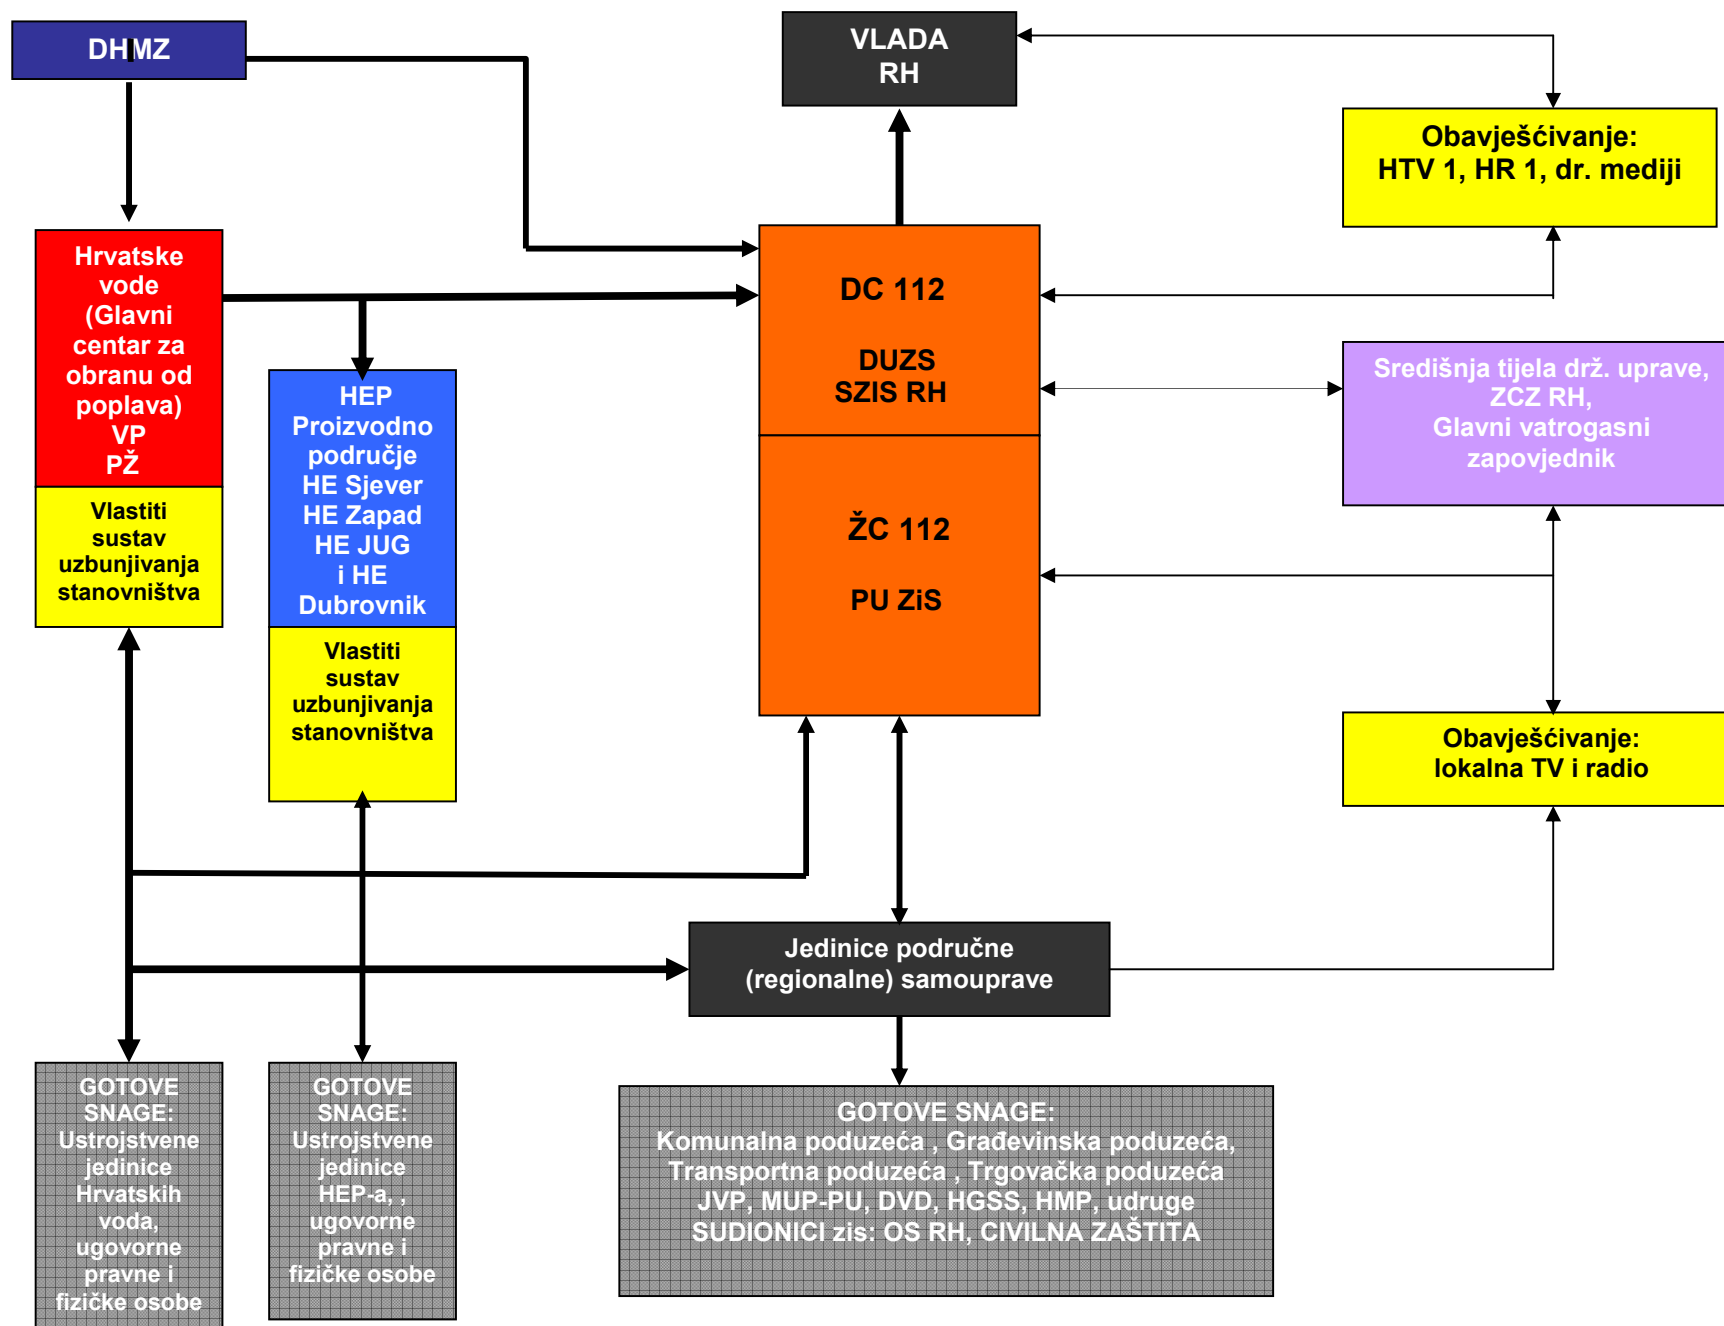 DHMZ
VLADA
RH
Obavješćivanje:
HTV 1, HR 1, dr. mediji
Hrvatske
vode
(Glavni
centar za
obranu od
poplava)
VP
PŽ
Vlastiti
sustav
uzbunjivanja
stanovništva
HEP
Proizvodno
područje
HE Sjever
HE Zapad
HE JUG
i HE
Dubrovnik
Vlastiti
sustav
uzbunjivanja
stanovništva
DC 112
DUZS
SZIS RH
ŽC 112
PU ZiS
Središnja tijela drž. uprave,
ZCZ RH,
Glavni vatrogasni
zapovjednik
Obavješćivanje:
lokalna TV i radio
Jedinice područne
(regionalne) samouprave
GOTOVE
SNAGE:
Ustrojstvene
jedinice
Hrvatskih
voda,
ugovorne
pravne i
fizičke osobe
GOTOVE
SNAGE:
Ustrojstvene
jedinice
HEP-a, ,
ugovorne
pravne i
fizičke osobe
GOTOVE SNAGE:
Komunalna poduzeća , Građevinska poduzeća,
Transportna poduzeća , Trgovačka poduzeća
JVP, MUP-PU, DVD, HGSS, HMP, udruge
SUDIONICI zis: OS RH, CIVILNA ZAŠTITA